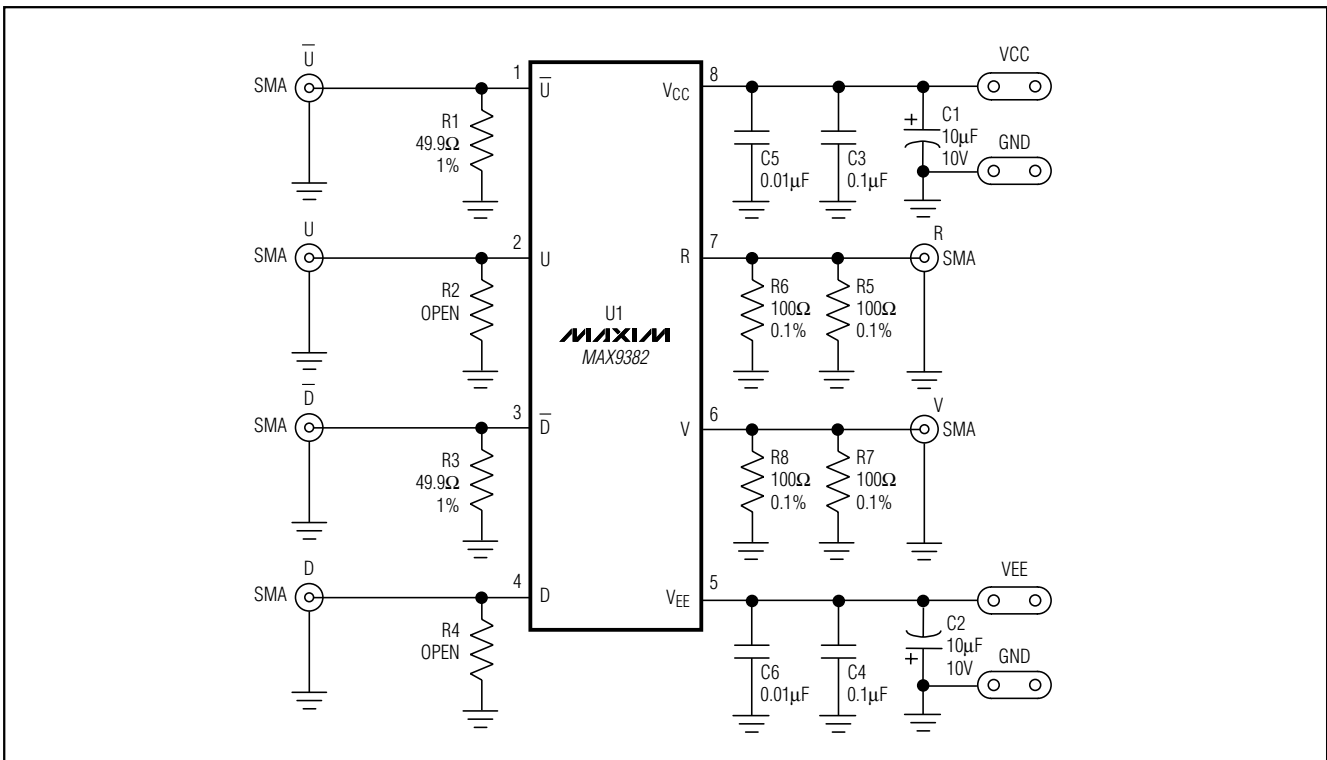 U̅
SMA
1
U̅
R1
49.9Ω
1%
U
SMA
2
U
R2
OPEN
D̅
SMA
3
D̅
R3
49.9Ω
1%
D
SMA
4
D
R4
OPEN
U1
MAXIM
MAX9382
VCC
8
VCC
C5
0.01µF
C3
0.1µF
+
C1
10µF
10V
GND
7
R
R6
100Ω
0.1%
R5
100Ω
0.1%
R
SMA
6
V
R8
100Ω
0.1%
R7
100Ω
0.1%
V
SMA
5
VEE
VEE
C6
0.01µF
C4
0.1µF
+
C2
10µF
10V
GND